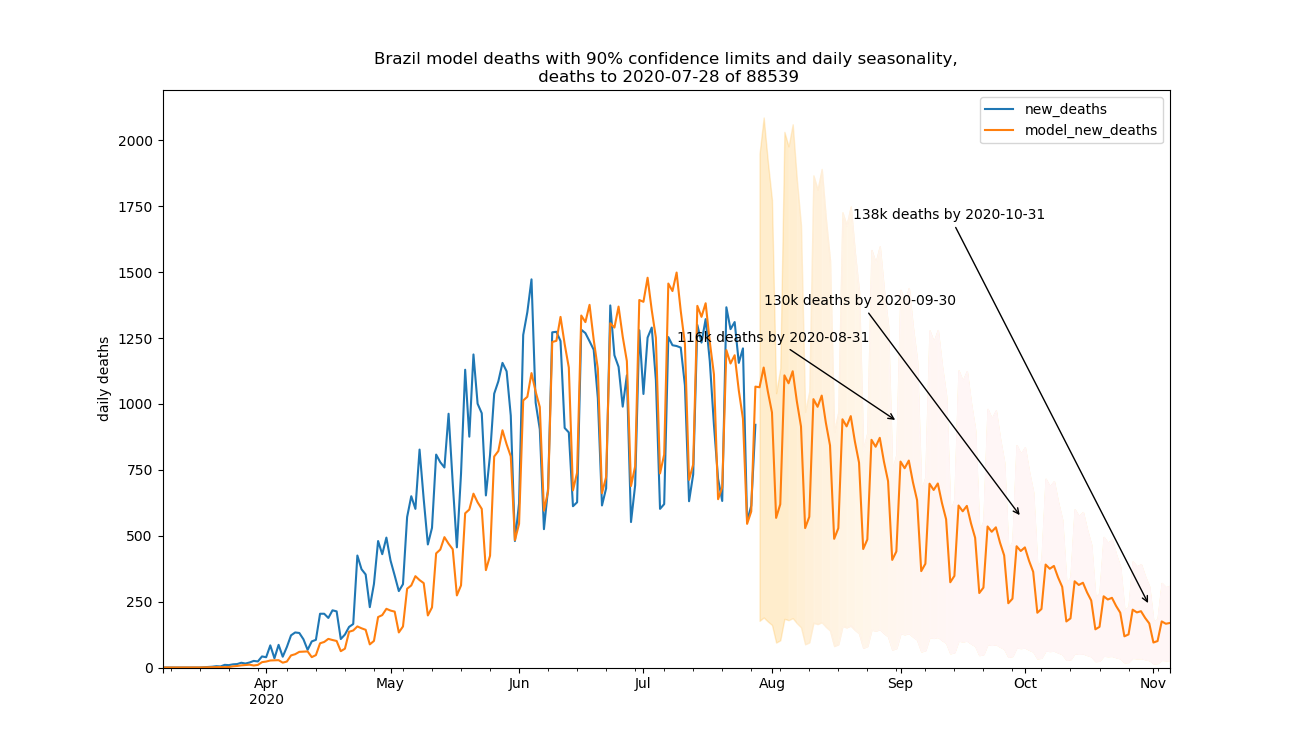 Brazil model deaths with 90% confidence limits and daily seasonality,
deaths to 2020-07-28 of 88539
new_deaths
model_new_deaths
138k deaths by 2020-10-31
130k deaths by 2020-09-30
116k deaths by 2020-08-31
daily deaths
2000
1750
1500
1250
1000
750
500
250
0
Apr
2020
May
Jun
Jul
Aug
Sep
Oct
Nov